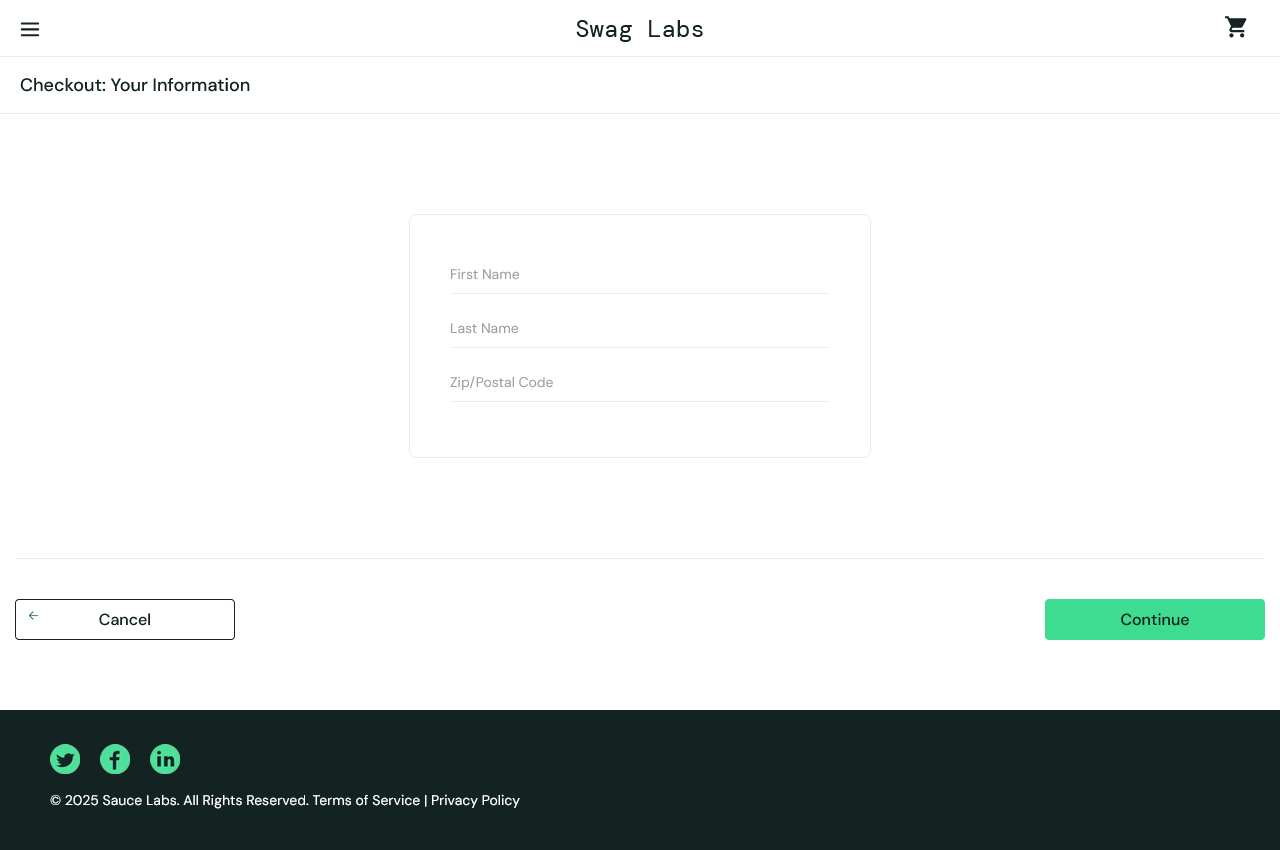 Swag Labs
Checkout: Your Information
First Name
Last Name
Zip/Postal Code
Cancel
Continue
© 2025 Sauce Labs. All Rights Reserved. Terms of Service | Privacy Policy